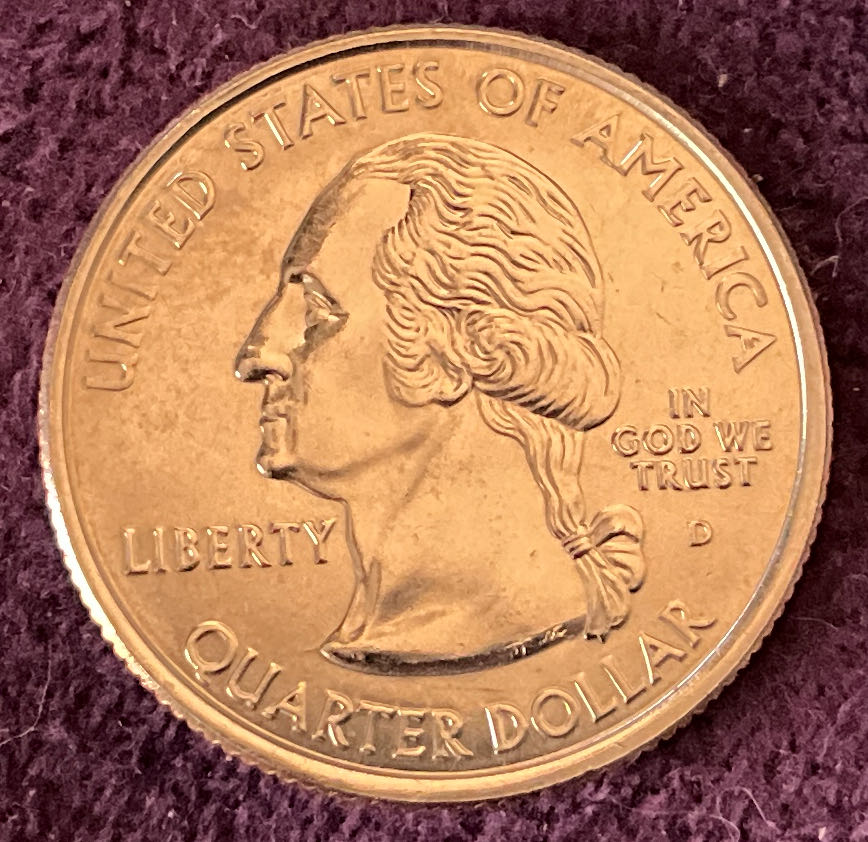 UNITED STATES OF AMERICA
LIBERTY
IN
GOD WE
TRUST
D
QUARTER DOLLAR